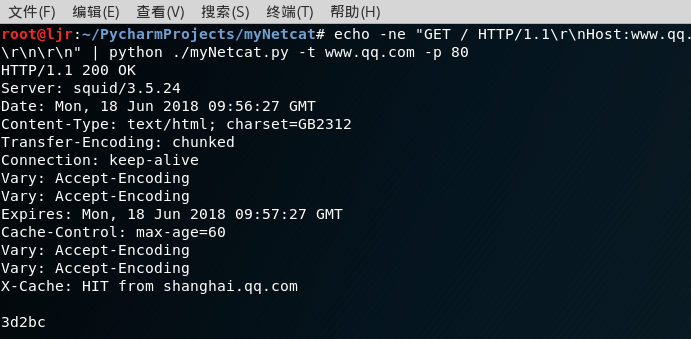 文件(F) 编辑(E) 查看(V) 搜索(S) 终端(T) 帮助(H)
root@ljr:~/PycharmProjects/myNetcat# echo -ne "GET / HTTP/1.1\r\nHost:www.qq.
\r\n\r\n" | python ./myNetcat.py -t www.qq.com -p 80
HTTP/1.1 200 OK
Server: squid/3.5.24
Date: Mon, 18 Jun 2018 09:56:27 GMT
Content-Type: text/html; charset=GB2312
Transfer-Encoding: chunked
Connection: keep-alive
Vary: Accept-Encoding
Vary: Accept-Encoding
Expires: Mon, 18 Jun 2018 09:57:27 GMT
Cache-Control: max-age=60
Vary: Accept-Encoding
Vary: Accept-Encoding
X-Cache: HIT from shanghai.qq.com
3d2bc